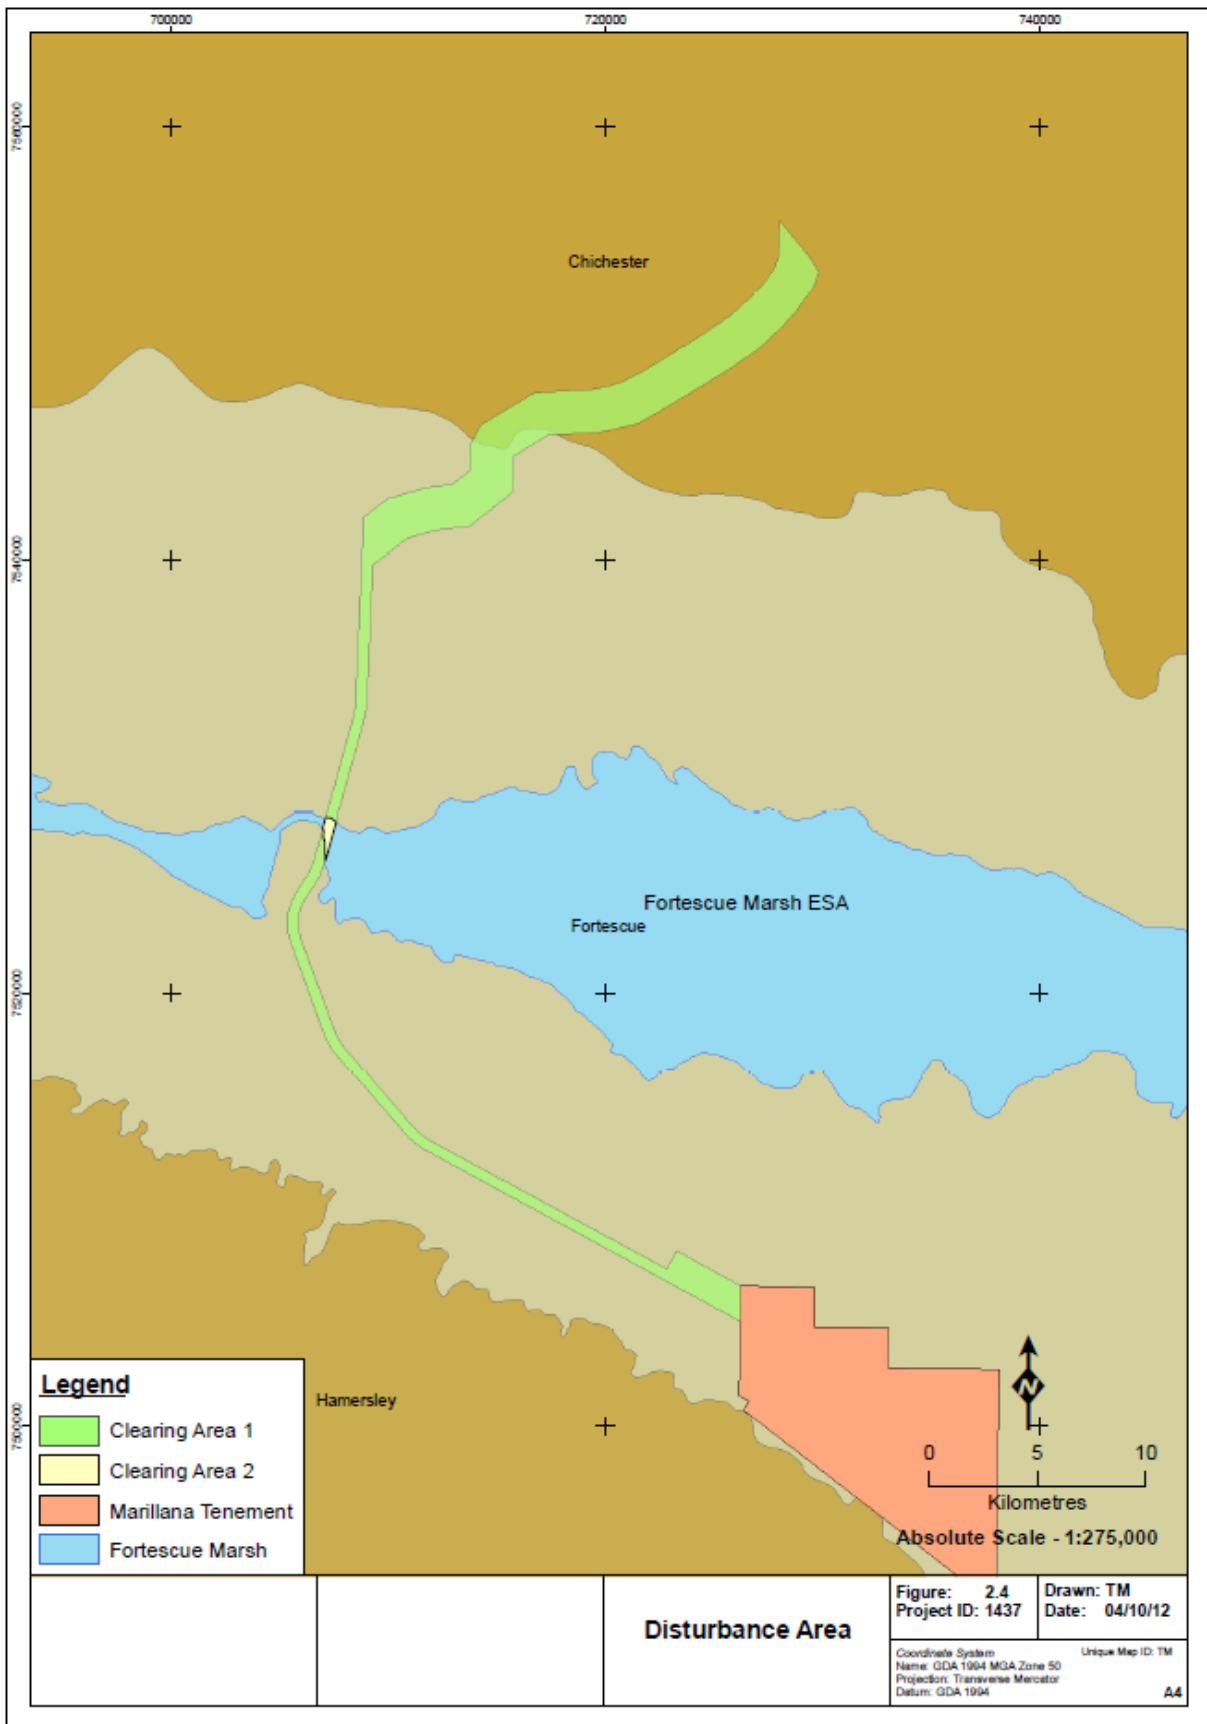 700000
720000
740000
7560000
Chichester
7540000
Fortescue Marsh ESA
Fortescue
7520000
Legend
Clearing Area 1
Clearing Area 2
Marillana Tenement
Fortescue Marsh
Hamersley
7500000
N
0 5 10
Kilometres
Absolute Scale - 1:275,000
Disturbance Area
Figure: 2.4
Project ID: 1437
Drawn: TM
Date: 04/10/12
Coordinate System
Name: GDA 1994 MGA Zone 50
Projection: Transverse Mercator
Datum: GDA 1994
Unique Map ID: TM
A4